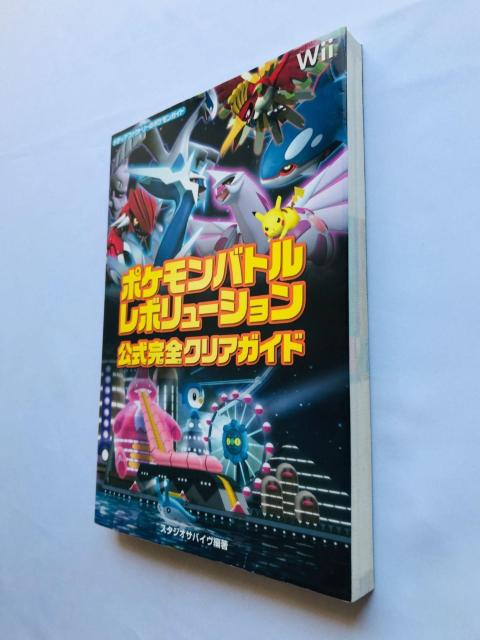 Wii
ポケモンバトル
レボリューション
公式完全クリアガイド
スタジオサバイヴ編著